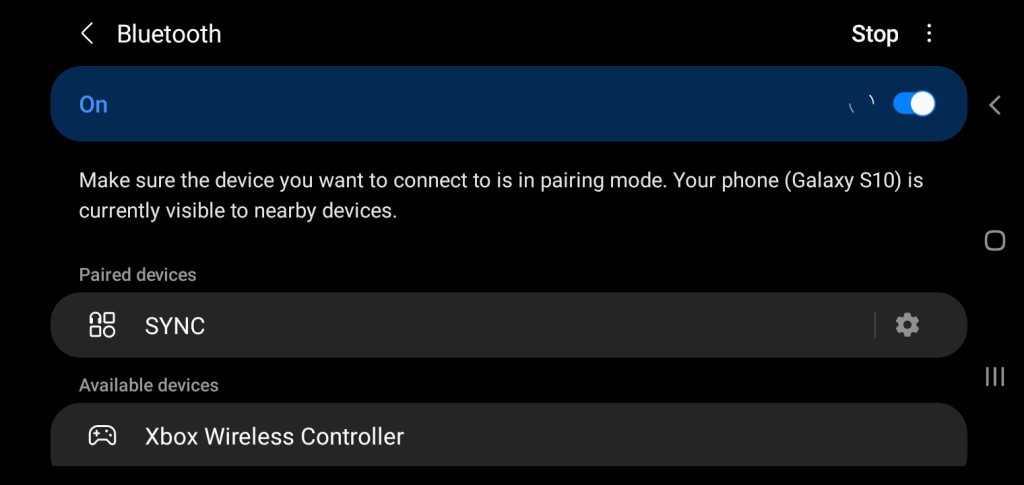 Bluetooth
Stop
On
Make sure the device you want to connect to is in pairing mode. Your phone (Galaxy S10) is
currently visible to nearby devices.
Paired devices
SYNC
Available devices
Xbox Wireless Controller